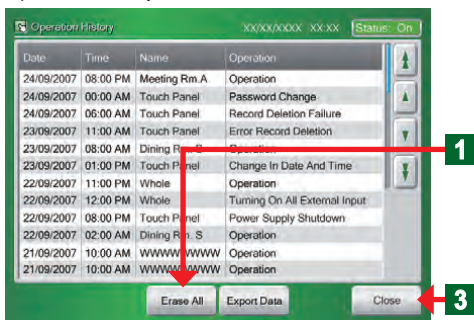 Operation History XX/XX/XXXX XX:XX Status: On
Date Time Name Operation
24/09/2007 08:00 PM Meeting Rm.A Operation
24/09/2007 00:00 AM Touch Panel Password Change
24/09/2007 06:00 AM Touch Panel Record Deletion Failure
23/09/2007 11:00 AM Touch Panel Error Record Deletion
23/09/2007 08:00 AM Dining Operation
23/09/2007 01:00 PM Touch Panel Change In Date And Time
22/09/2007 11:00 PM Whole Operation
22/09/2007 12:00 PM Whole Turning On All External Input
22/09/2007 08:00 PM Touch Panel Power Supply Shutdown
22/09/2007 02:00 AM Dining Rm. S Operation
21/09/2007 10:00 AM Operation
21/09/2007 10:00 AM Operation
Erase All Export Data Close
1
3